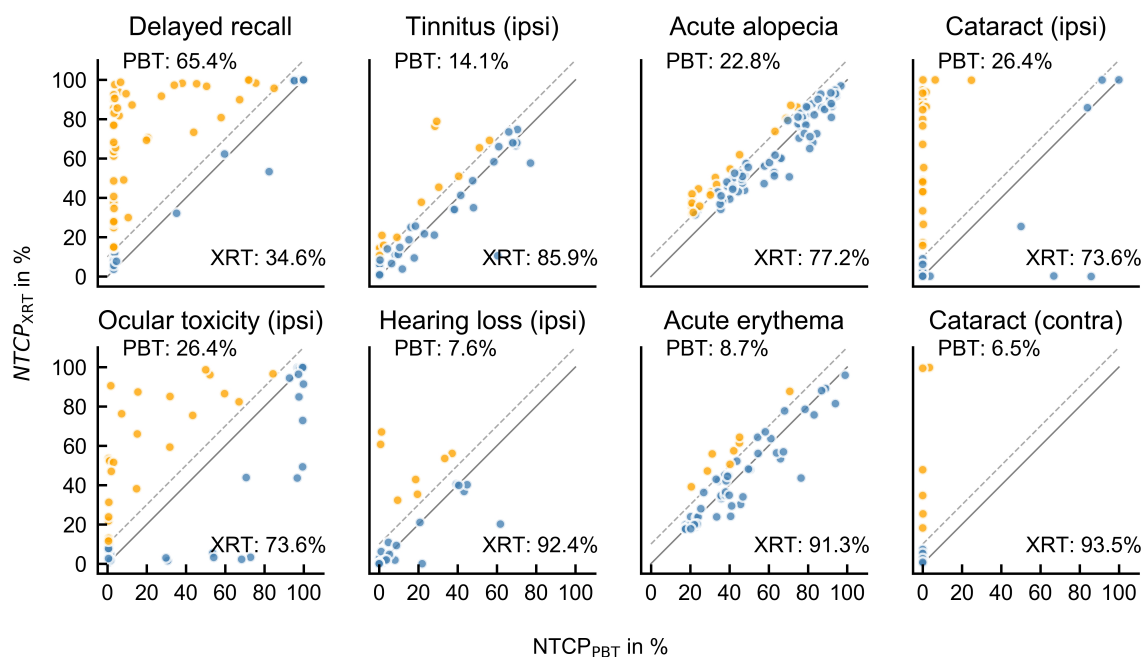 Delayed recall
Tinnitus (ipsi)
Acute alopecia
Cataract (ipsi)
PBT: 65.4%
PBT: 14.1%
PBT: 22.8%
PBT: 26.4%
100
80
60
40
20
0
XRT: 34.6%
XRT: 85.9%
XRT: 77.2%
XRT: 73.6%
NTCP_XRT in %
Ocular toxicity (ipsi)
Hearing loss (ipsi)
Acute erythema
Cataract (contra)
PBT: 26.4%
PBT: 7.6%
PBT: 8.7%
PBT: 6.5%
100
80
60
40
20
0
XRT: 73.6%
XRT: 92.4%
XRT: 91.3%
XRT: 93.5%
0 20 40 60 80 100
0 20 40 60 80 100
0 20 40 60 80 100
0 20 40 60 80 100
NTCP_PBT in %